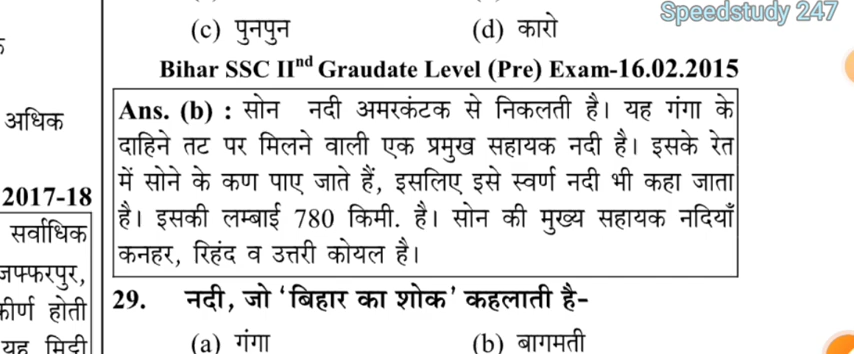 Speedstudy 247
(c) पुनपुन (d) कारो
Bihar SSC IInd Graudate Level (Pre) Exam-16.02.2015
Ans. (b) : सोन नदी अमरकंटक से निकलती है। यह गंगा के
दाहिने तट पर मिलने वाली एक प्रमुख सहायक नदी है। इसके रेत
में सोने के कण पाए जाते हैं, इसलिए इसे स्वर्ण नदी भी कहा जाता
है। इसकी लम्बाई 780 किमी. है। सोन की मुख्य सहायक नदियाँ
कनहर, रिहंद व उत्तरी कोयल है।
29. नदी, जो ‘बिहार का शोक’ कहलाती है-
(a) गंगा (b) बागमती
अधिक
2017-18
सर्वाधिक
जफ्फरपुर,
कीर्ण होती
यह मिट्टी